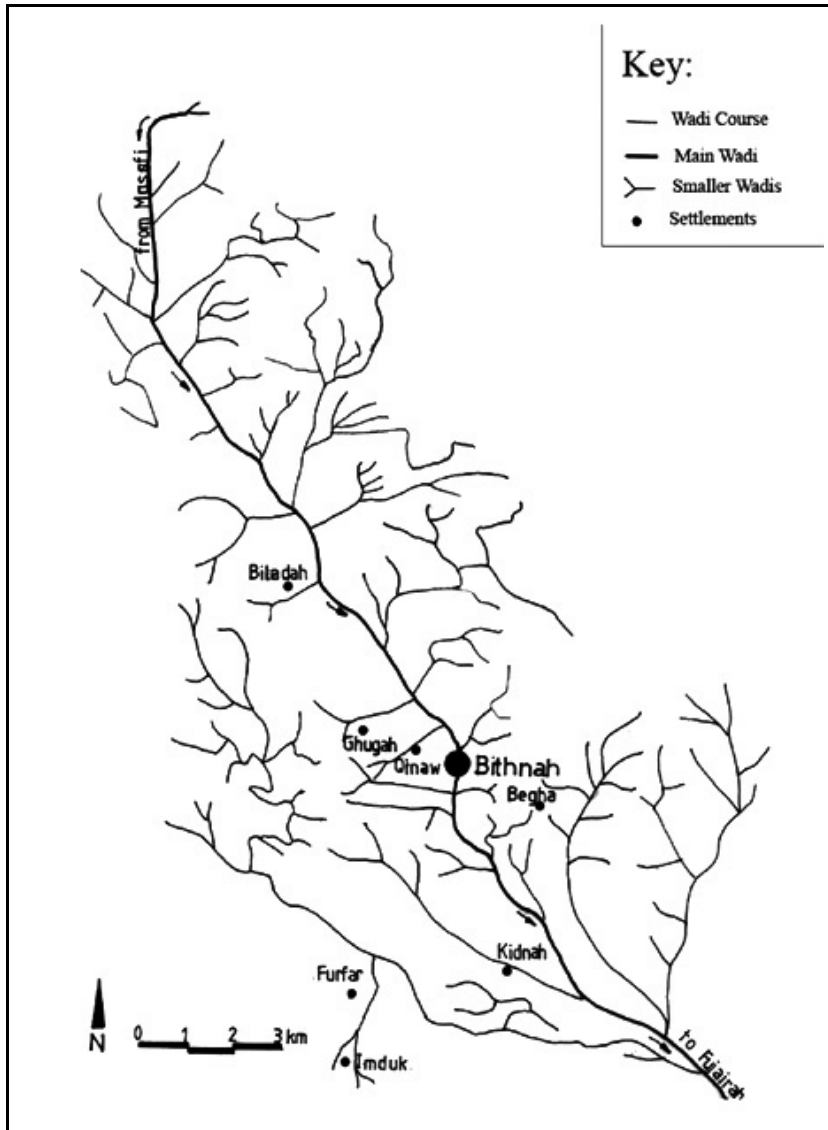 Key:
Wadi Course
Main Wadi
Smaller Wadis
Settlements
from Masafi
Biladah
Ghugah
Qinaw
Bithnah
Begha
Kidnah
Furfar
Imduk
N
0 1 2 3 km
to Fujairah